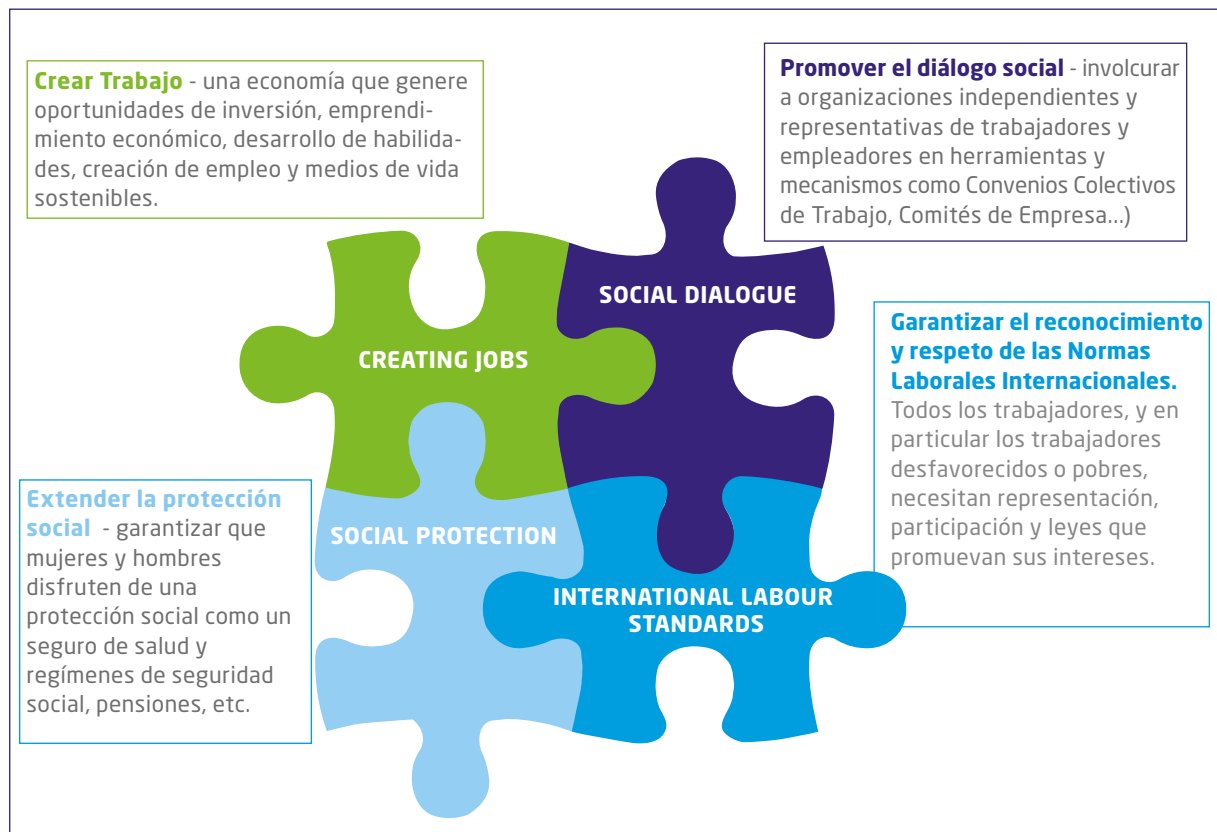 Crear Trabajo - una economía que genere
oportunidades de inversión, emprendi-
miento económico, desarrollo de habilida-
des, creación de empleo y medios de vida
sostenibles.
Promover el diálogo social - involcurar
a organizaciones independientes y
representativas de trabajadores y
empleadores en herramientas y
mecanismos como Convenios Colectivos
de Trabajo, Comités de Empresa...)
SOCIAL DIALOGUE
CREATING JOBS
Garantizar el reconocimiento
y respeto de las Normas
Laborales Internacionales.
Todos los trabajadores, y en
particular los trabajadores
desfavorecidos o pobres,
necesitan representación,
participación y leyes que
promuevan sus intereses.
Extender la protección
social - garantizar que
mujeres y hombres
disfruten de una
protección social como un
seguro de salud y
regímenes de seguridad
social, pensiones, etc.
SOCIAL PROTECTION
INTERNATIONAL LABOUR
STANDARDS